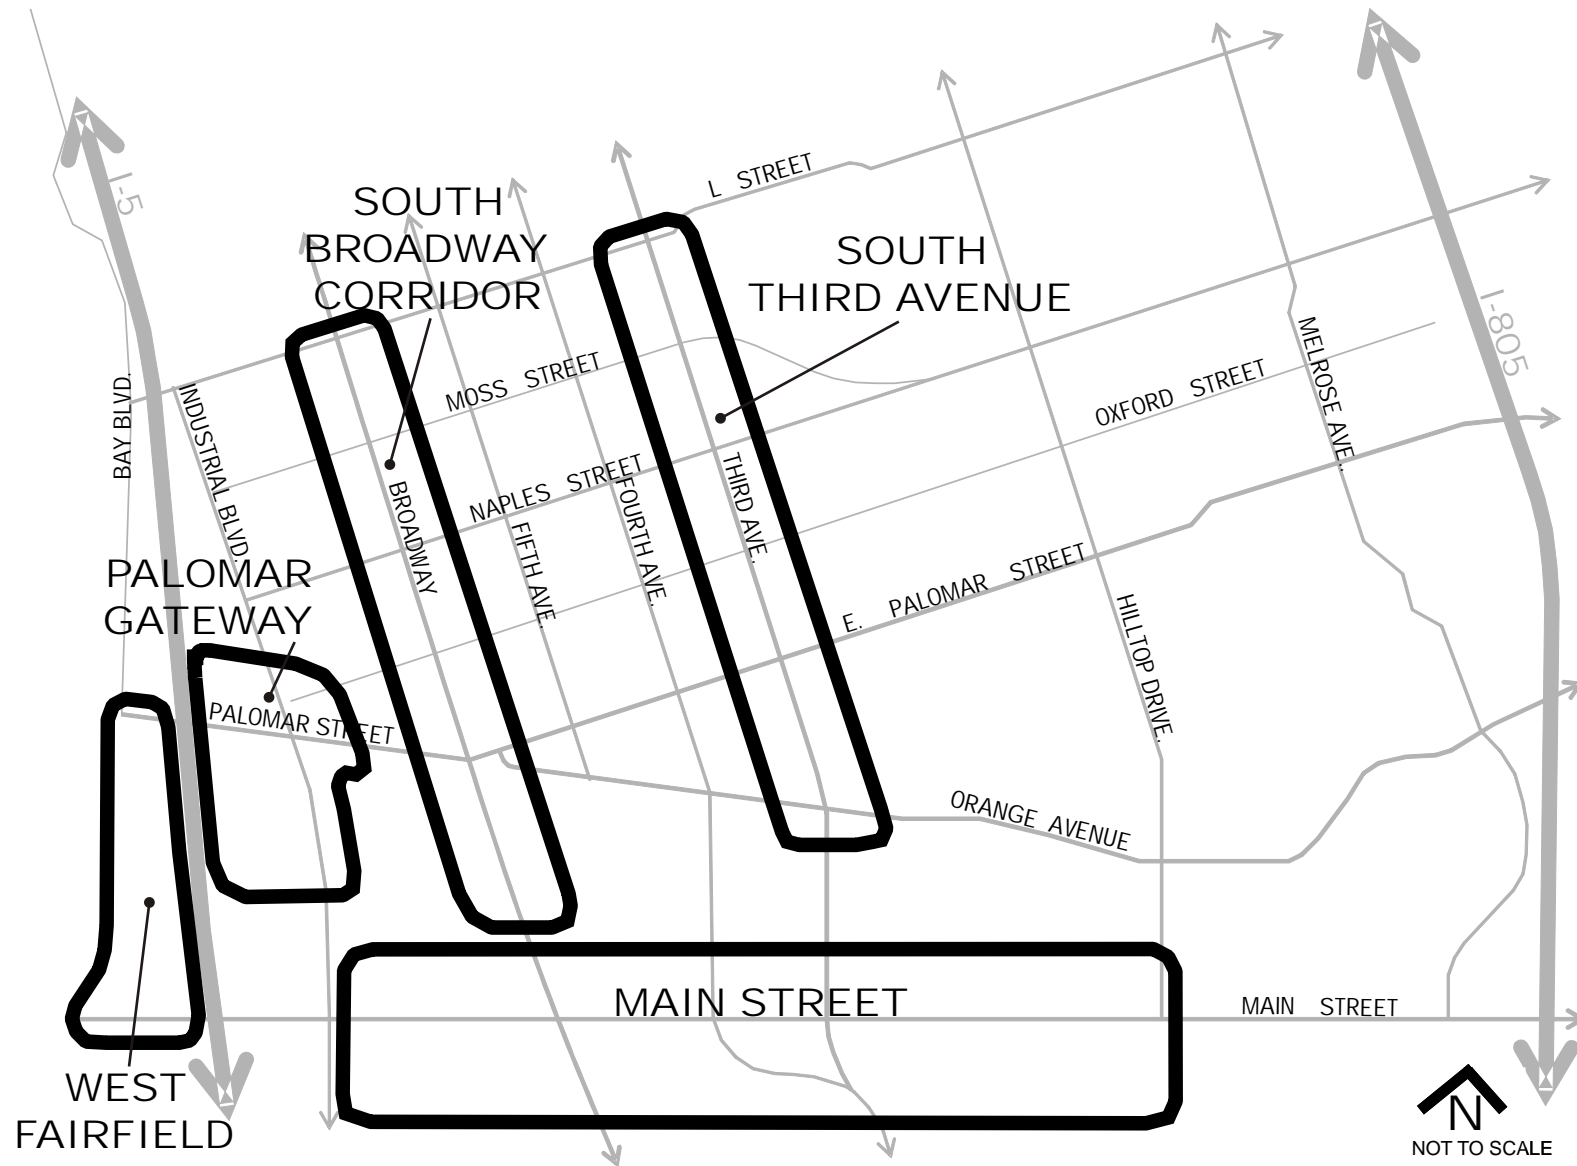 L STREET
I-5
SOUTH
BROADWAY
CORRIDOR
SOUTH
THIRD AVENUE
I-805
MOSS STREET
OXFORD STREET
MELROSE AVE.
BAY BLVD.
INDUSTRIAL BLVD.
NAPLES STREET
BROADWAY
FIFTH AVE.
FOURTH AVE.
THIRD AVE.
PALOMAR
GATEWAY
E. PALOMAR STREET
HILLTOP DRIVE.
PALOMAR STREET
ORANGE AVENUE
MAIN STREET
MAIN STREET
WEST
FAIRFIELD
N
NOT TO SCALE